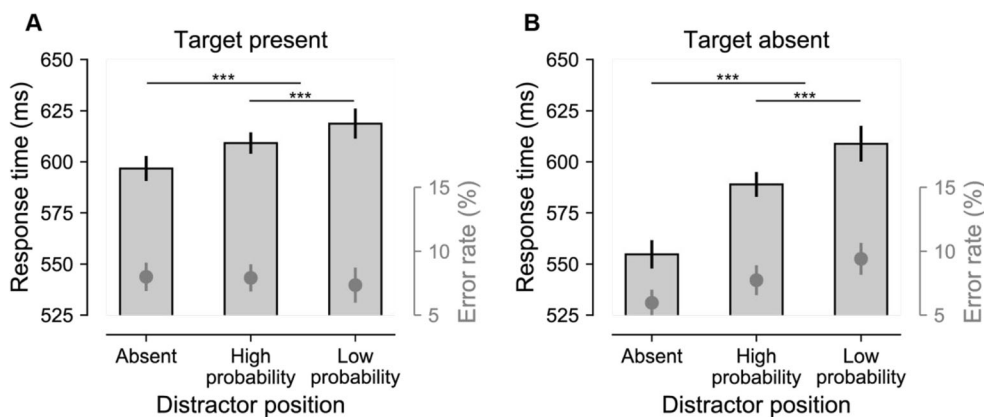 A
Target present
650
625
600
575
550
525
Response time (ms)
***
***
15
10
5
Error rate (%)
Absent
High
probability
Low
probability
Distractor position
B
Target absent
650
625
600
575
550
525
Response time (ms)
***
***
15
10
5
Error rate (%)
Absent
High
probability
Low
probability
Distractor position